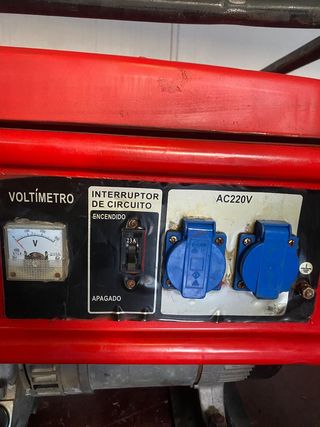 VOLTÍMETRO
INTERRUPTOR
DE CIRCUITO
ENCENDIDO
APAGADO
AC220V
V